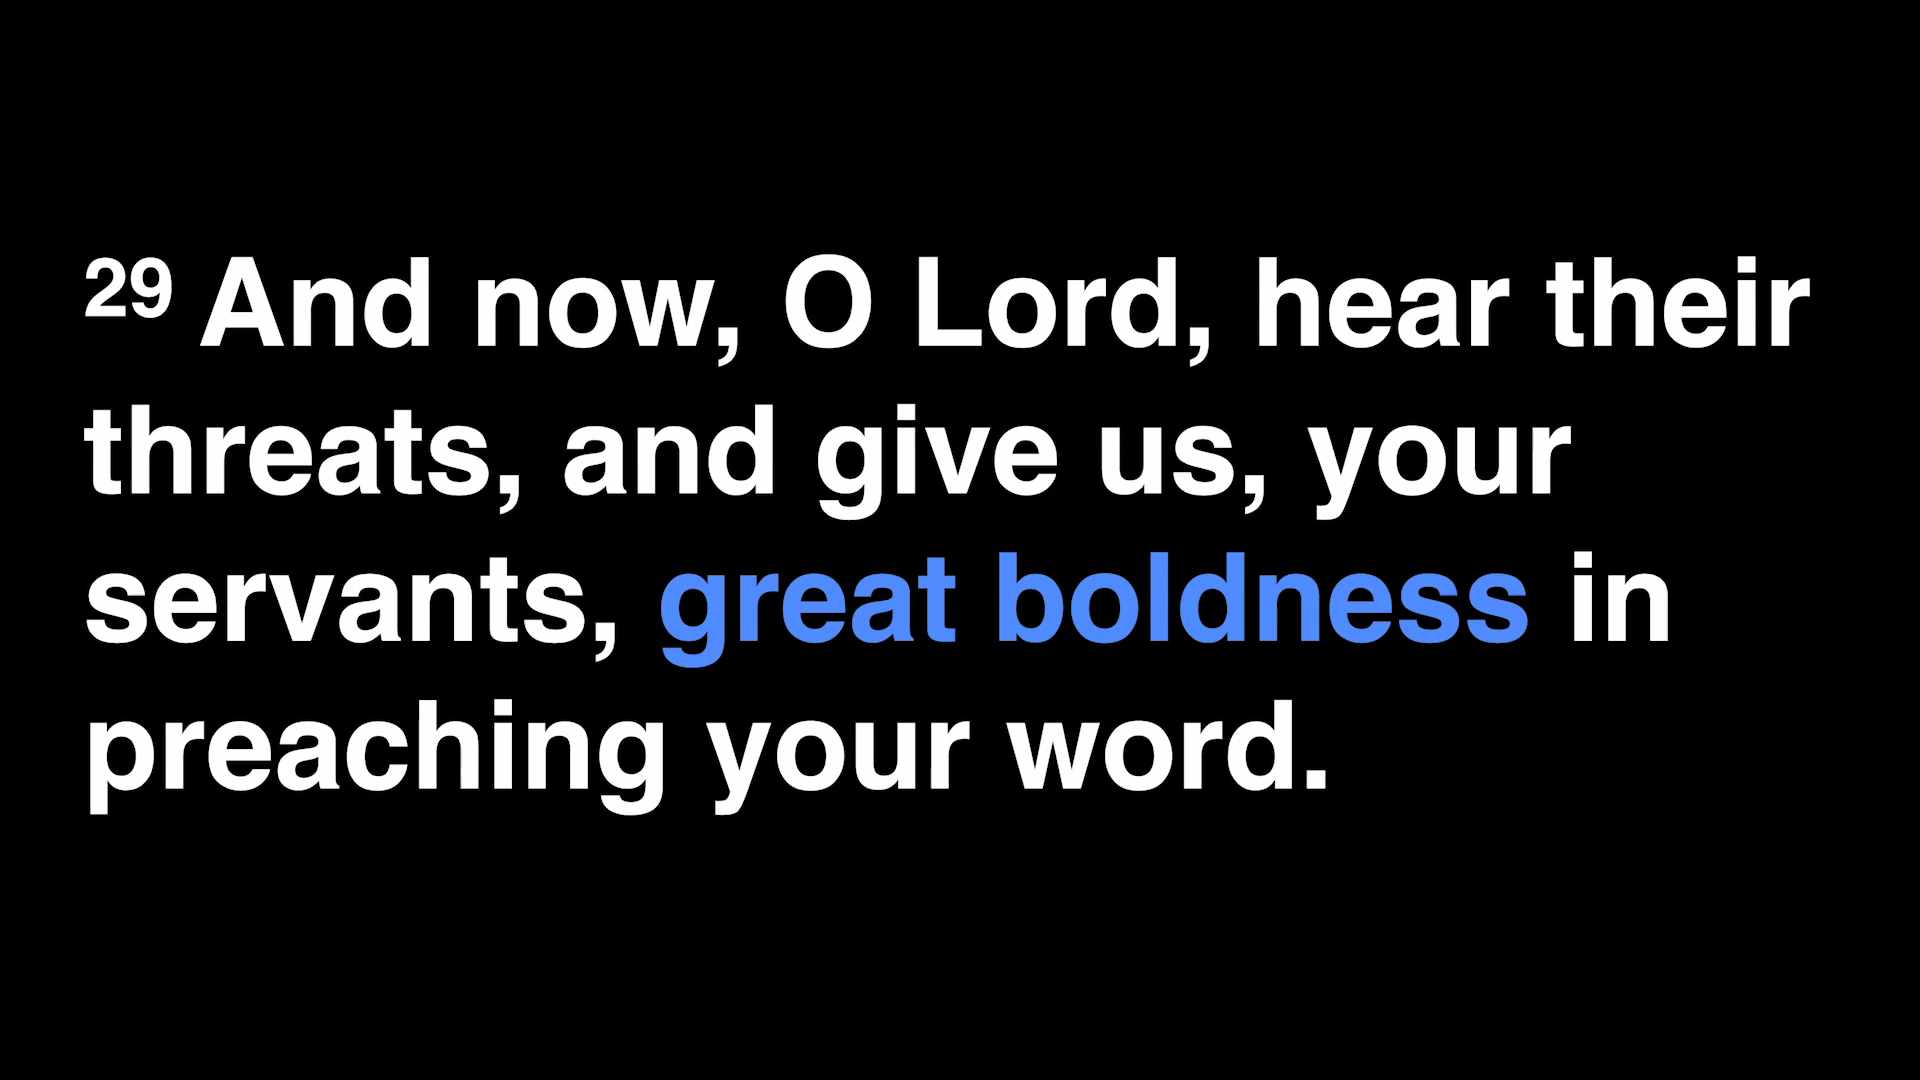 29 And now, O Lord, hear their
threats, and give us, your
servants, great boldness in
preaching your word.